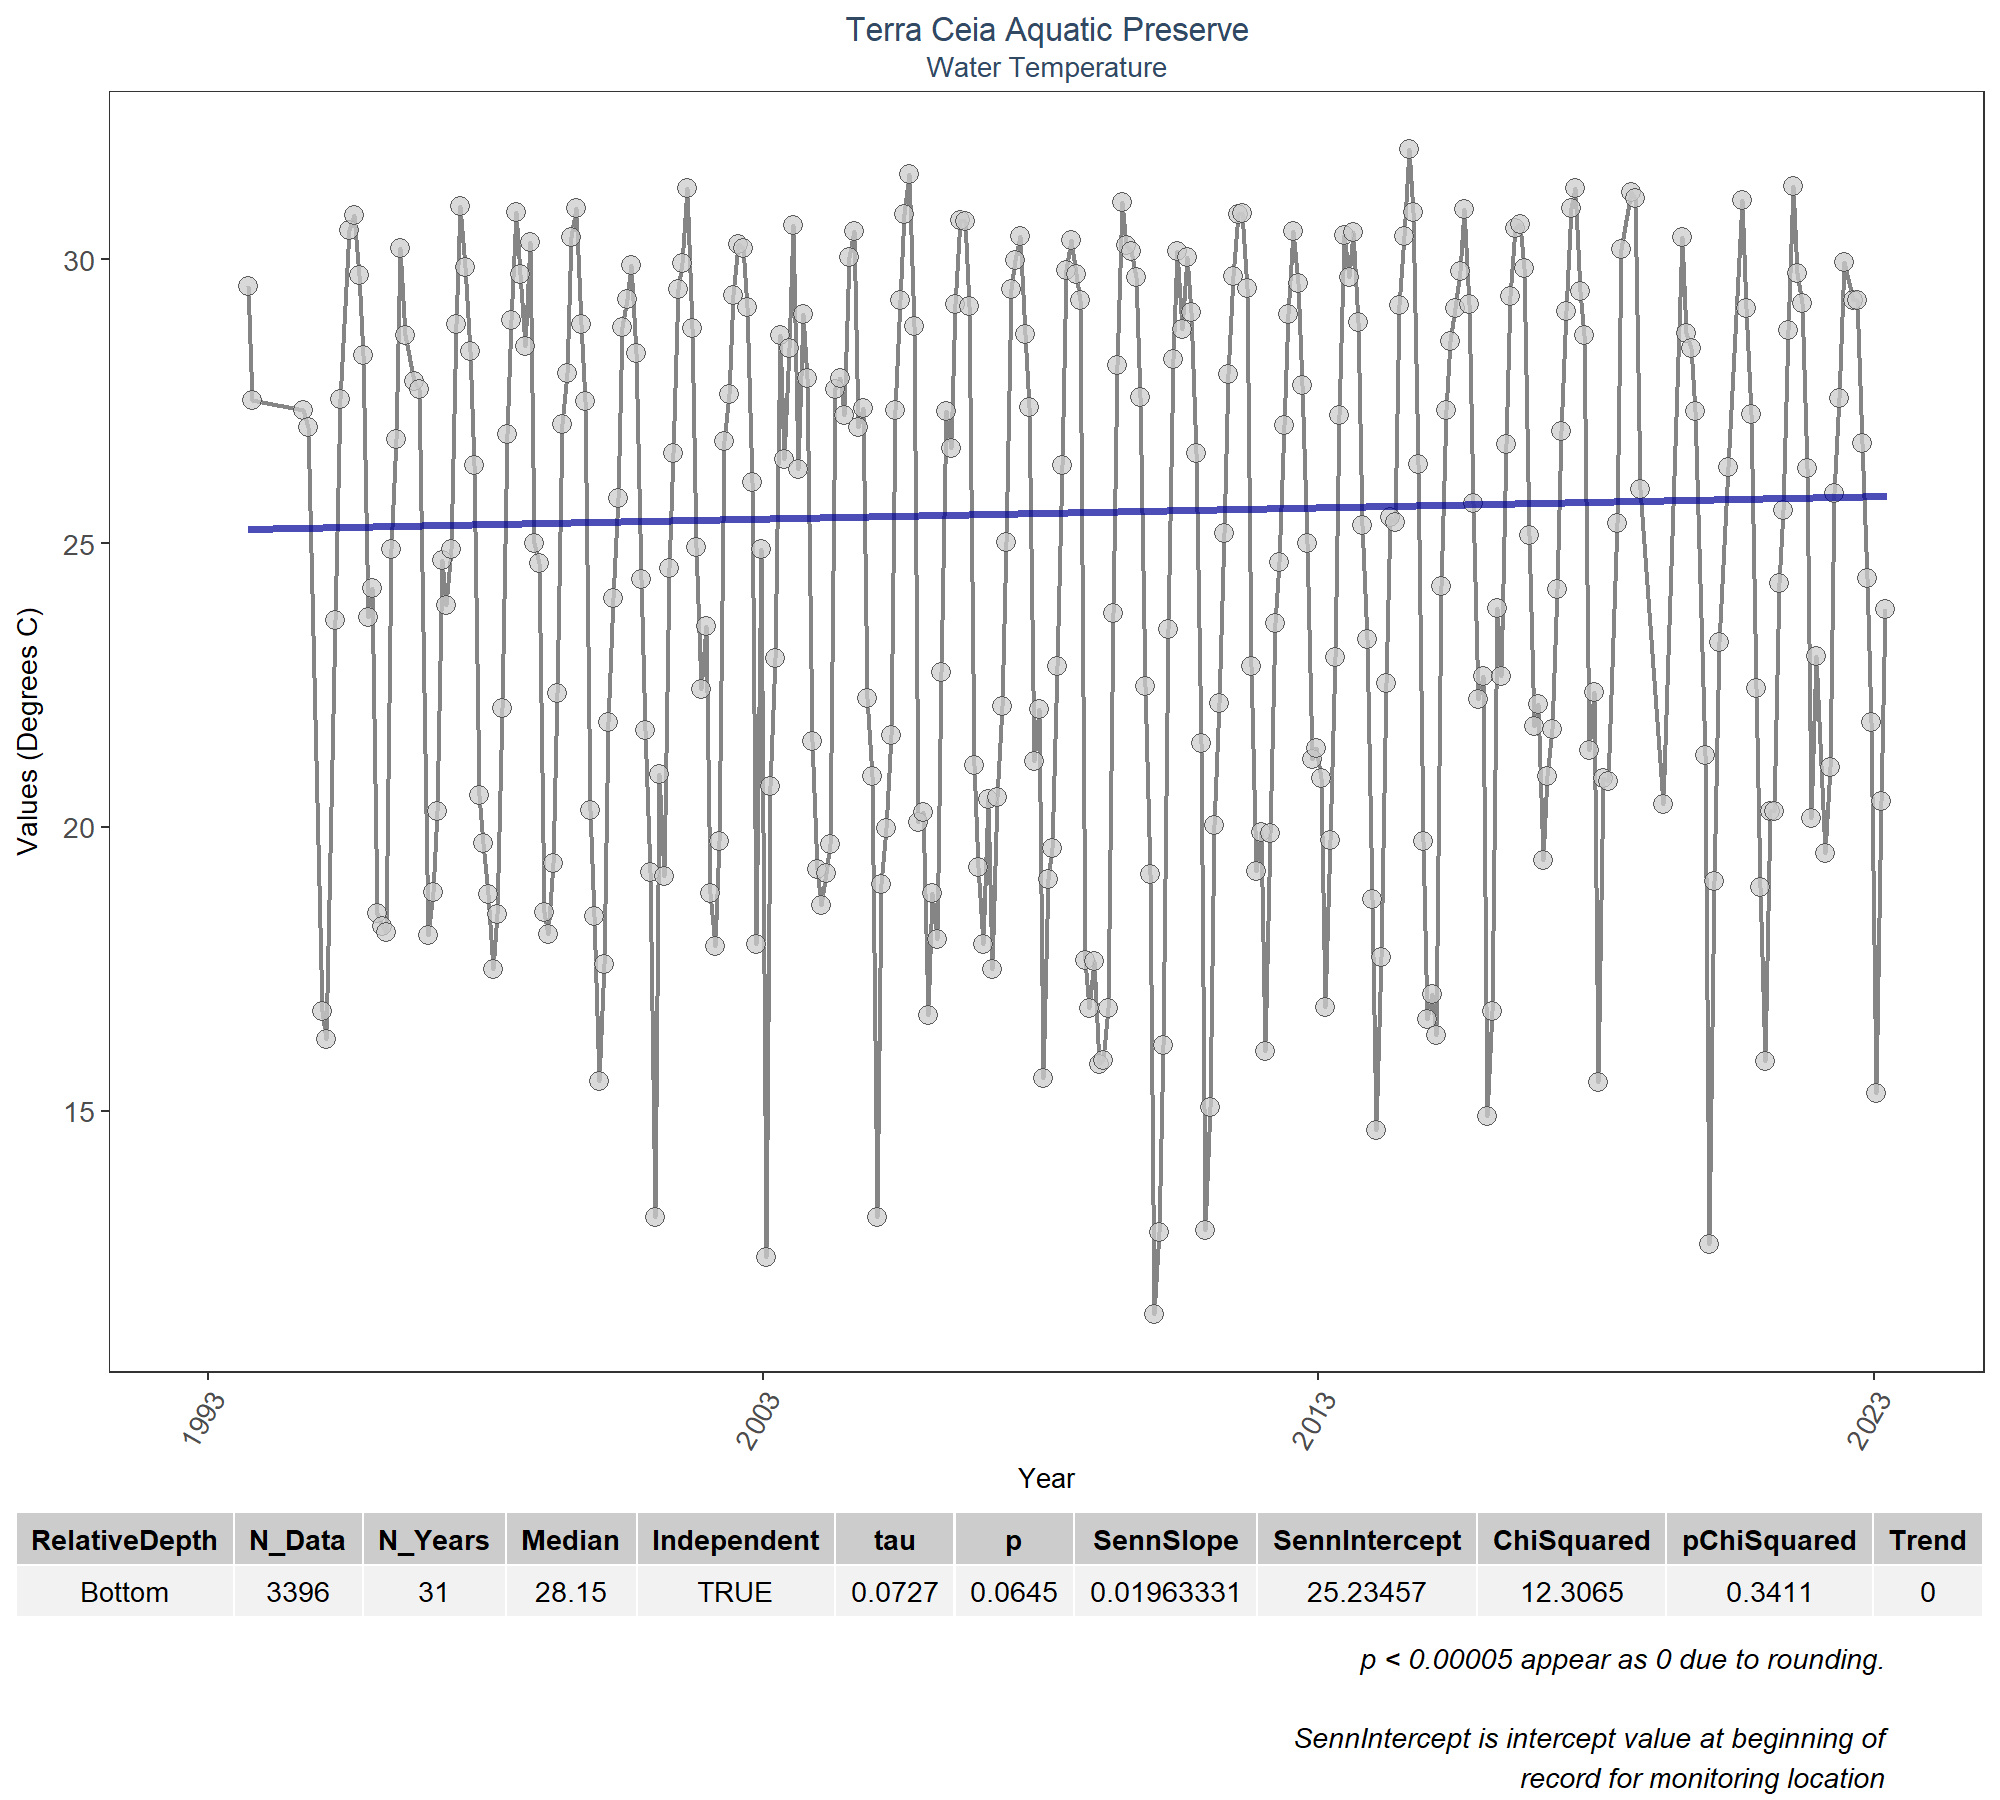 Terra Ceia Aquatic Preserve
Water Temperature
Values (Degrees C)
30
25
20
15
1993 2003 2013 2023
Year
RelativeDepth N_Data N_Years Median Independent tau p SennSlope SennIntercept ChiSquared pChiSquared Trend
Bottom 3396 31 28.15 TRUE 0.0727 0.0645 0.01963331 25.23457 12.3065 0.3411 0
p < 0.00005 appear as 0 due to rounding.
SennIntercept is intercept value at beginning of
record for monitoring location